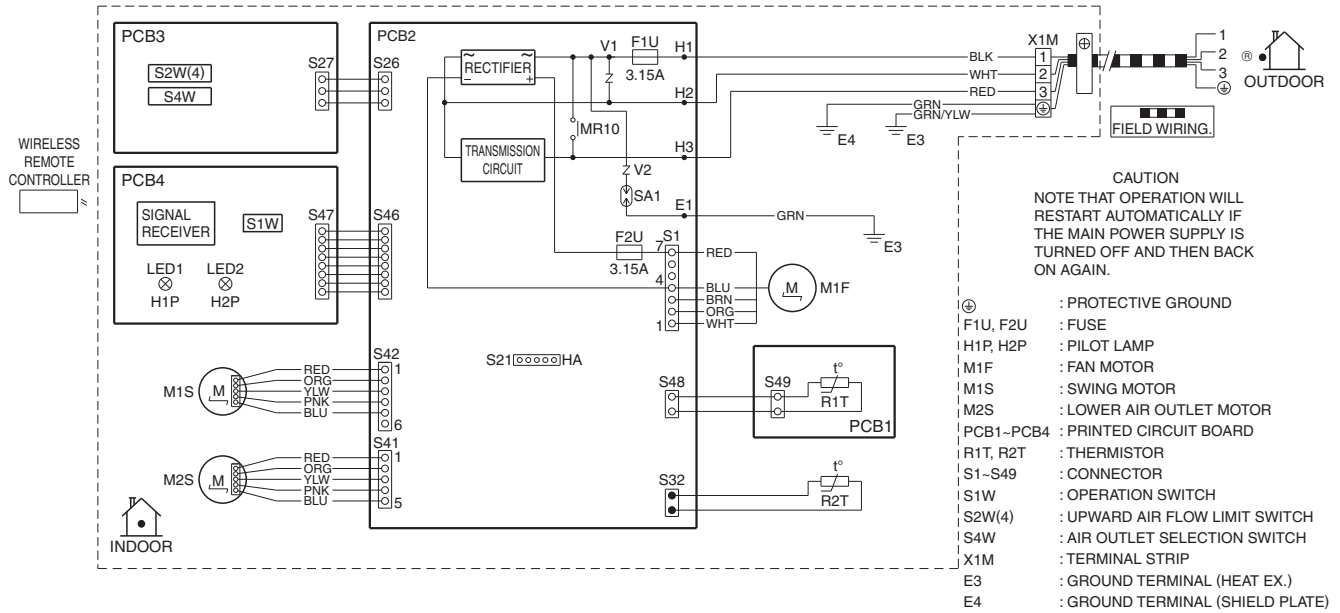 PCB3
S2W(4)
S4W
S27
S26
PCB2
RECTIFIER
~ ~
− +
V1
F1U
3.15A
H1
H2
H3
MR10
TRANSMISSION
CIRCUIT
V2
SA1
E1
GRN
E3
BLK
WHT
RED
GRN
GRN/YLW
E4
E3
X1M
1
2
3
1
2
3
OUTDOOR
FIELD WIRING.
WIRELESS
REMOTE
CONTROLLER
PCB4
SIGNAL
RECEIVER
S1W
LED1
LED2
H1P
H2P
S47
S46
F2U
3.15A
S1
7
4
1
RED
BLU
BRN
ORG
WHT
M
M1F
S21
HA
S42
1
6
M1S
M
RED
ORG
YLW
PNK
BLU
S41
1
5
M2S
M
RED
ORG
YLW
PNK
BLU
S48
S49
t°
R1T
PCB1
S32
t°
R2T
INDOOR
CAUTION
NOTE THAT OPERATION WILL
RESTART AUTOMATICALLY IF
THE MAIN POWER SUPPLY IS
TURNED OFF AND THEN BACK
ON AGAIN.
: PROTECTIVE GROUND
F1U, F2U : FUSE
H1P, H2P : PILOT LAMP
M1F : FAN MOTOR
M1S : SWING MOTOR
M2S : LOWER AIR OUTLET MOTOR
PCB1~PCB4 : PRINTED CIRCUIT BOARD
R1T, R2T : THERMISTOR
S1~S49 : CONNECTOR
S1W : OPERATION SWITCH
S2W(4) : UPWARD AIR FLOW LIMIT SWITCH
S4W : AIR OUTLET SELECTION SWITCH
X1M : TERMINAL STRIP
E3 : GROUND TERMINAL (HEAT EX.)
E4 : GROUND TERMINAL (SHIELD PLATE)